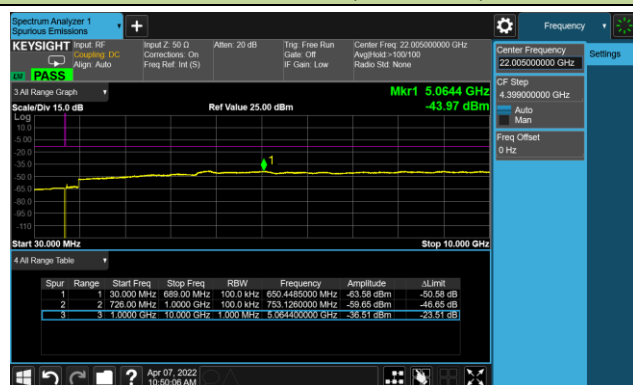 Spectrum Analyzer 1
Spurious Emissions
Frequency
KEYSIGHT
Input: RF
Coupling: DC
Align: Auto
Input Z: 50 Ω
Corrections: On
Freq Ref: Int (S)
Atten: 20 dB
Trig: Free Run
Gate: Off
IF Gain: Low
Center Freq: 22.005000000 GHz
Avg|Hold:>100/100
Radio Std: None
PASS
Center Frequency
22.005000000 GHz
Settings
CF Step
4.399000000 GHz
Auto
Man
Freq Offset
0 Hz
3 All Range Graph
Mkr1 5.0644 GHz
Scale/Div 15.0 dB
Ref Value 25.00 dBm
-43.97 dBm
Log
10.0
-5.00
-20.0
-35.0
-50.0
-65.0
-80.0
-95.0
-110
1
Start 30.000 MHz
Stop 10.000 GHz
4 All Range Table
Spur Range Start Freq Stop Freq RBW Frequency Amplitude ΔLimit
1 1 30.000 MHz 689.00 MHz 100.0 kHz 650.4485000 MHz -63.58 dBm -50.58 dB
2 2 726.00 MHz 1.0000 GHz 100.0 kHz 753.1260000 MHz -59.65 dBm -46.65 dB
3 3 1.0000 GHz 10.000 GHz 1.000 MHz 5.064400000 GHz -36.51 dBm -23.51 dB
Apr 07, 2022
10:50:06 AM